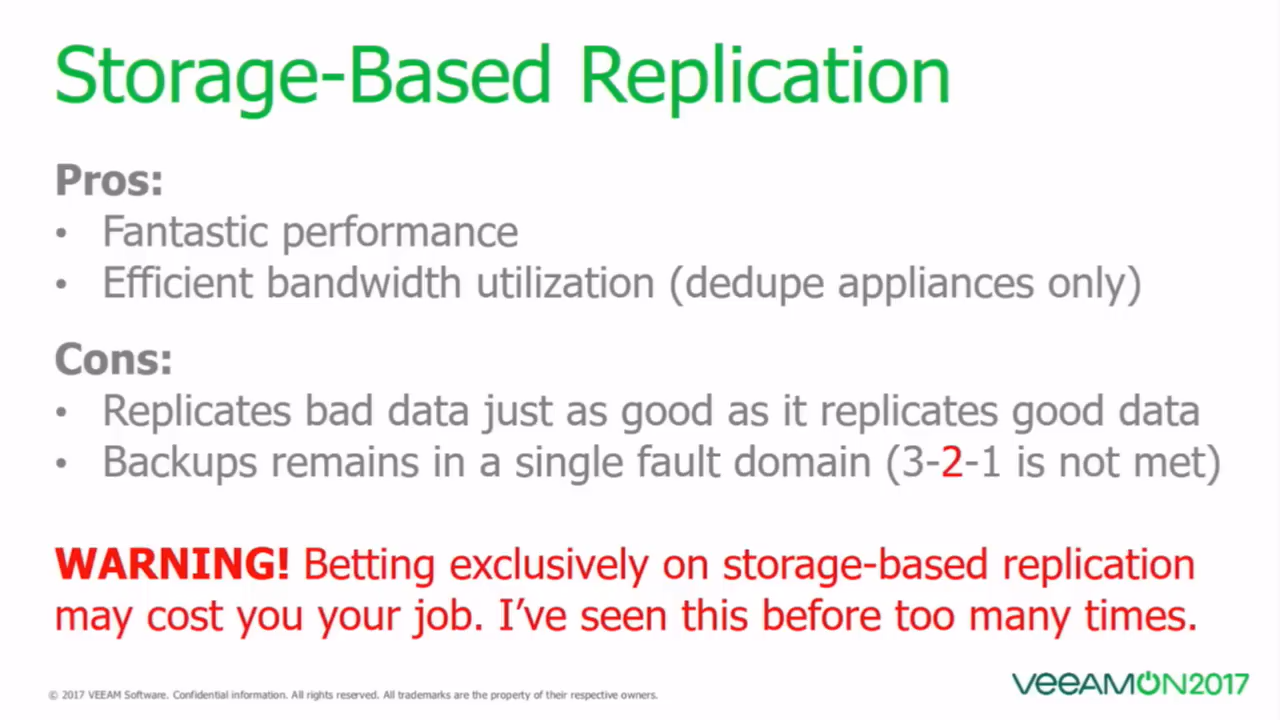 Storage-Based Replication
Pros:
• Fantastic performance
• Efficient bandwidth utilization (dedupe appliances only)
Cons:
• Replicates bad data just as good as it replicates good data
• Backups remains in a single fault domain (3-2-1 is not met)
WARNING! Betting exclusively on storage-based replication
may cost you your job. I’ve seen this before too many times.
© 2017 VEEAM Software. Confidential information. All rights reserved. All trademarks are the property of their respective owners.
VEEAMON2017